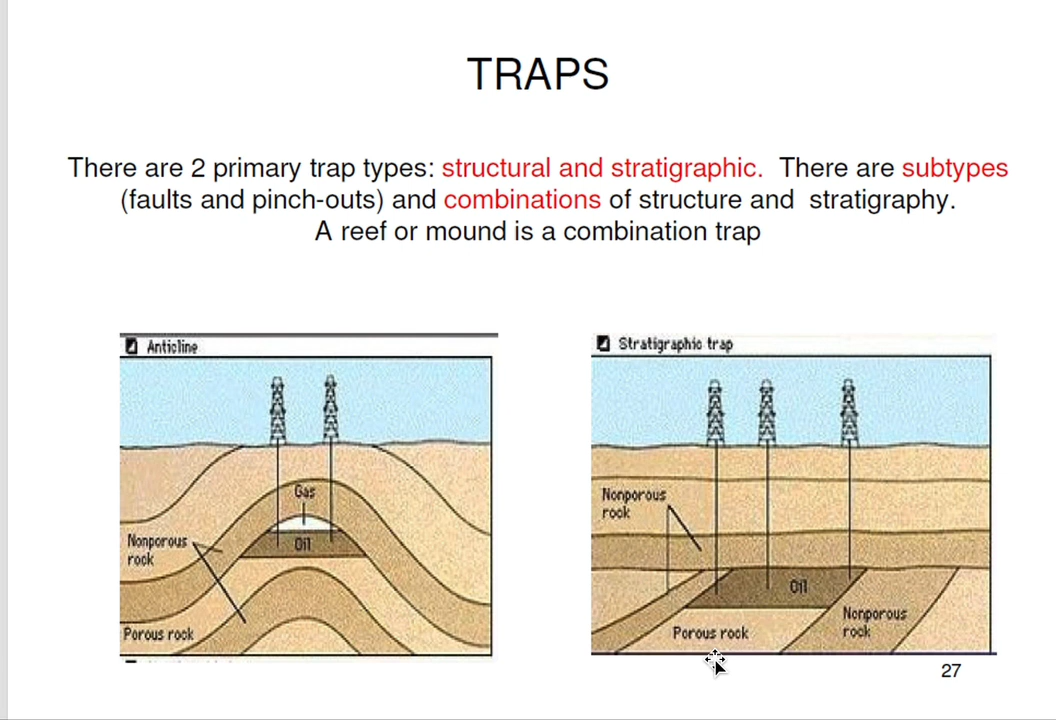 TRAPS
There are 2 primary trap types: structural and stratigraphic. There are subtypes
(faults and pinch-outs) and combinations of structure and stratigraphy.
A reef or mound is a combination trap
Anticline
Gas
Oil
Nonporous
rock
Porous rock
Stratigraphic trap
Nonporous
rock
Oil
Nonporous
rock
Porous rock
27